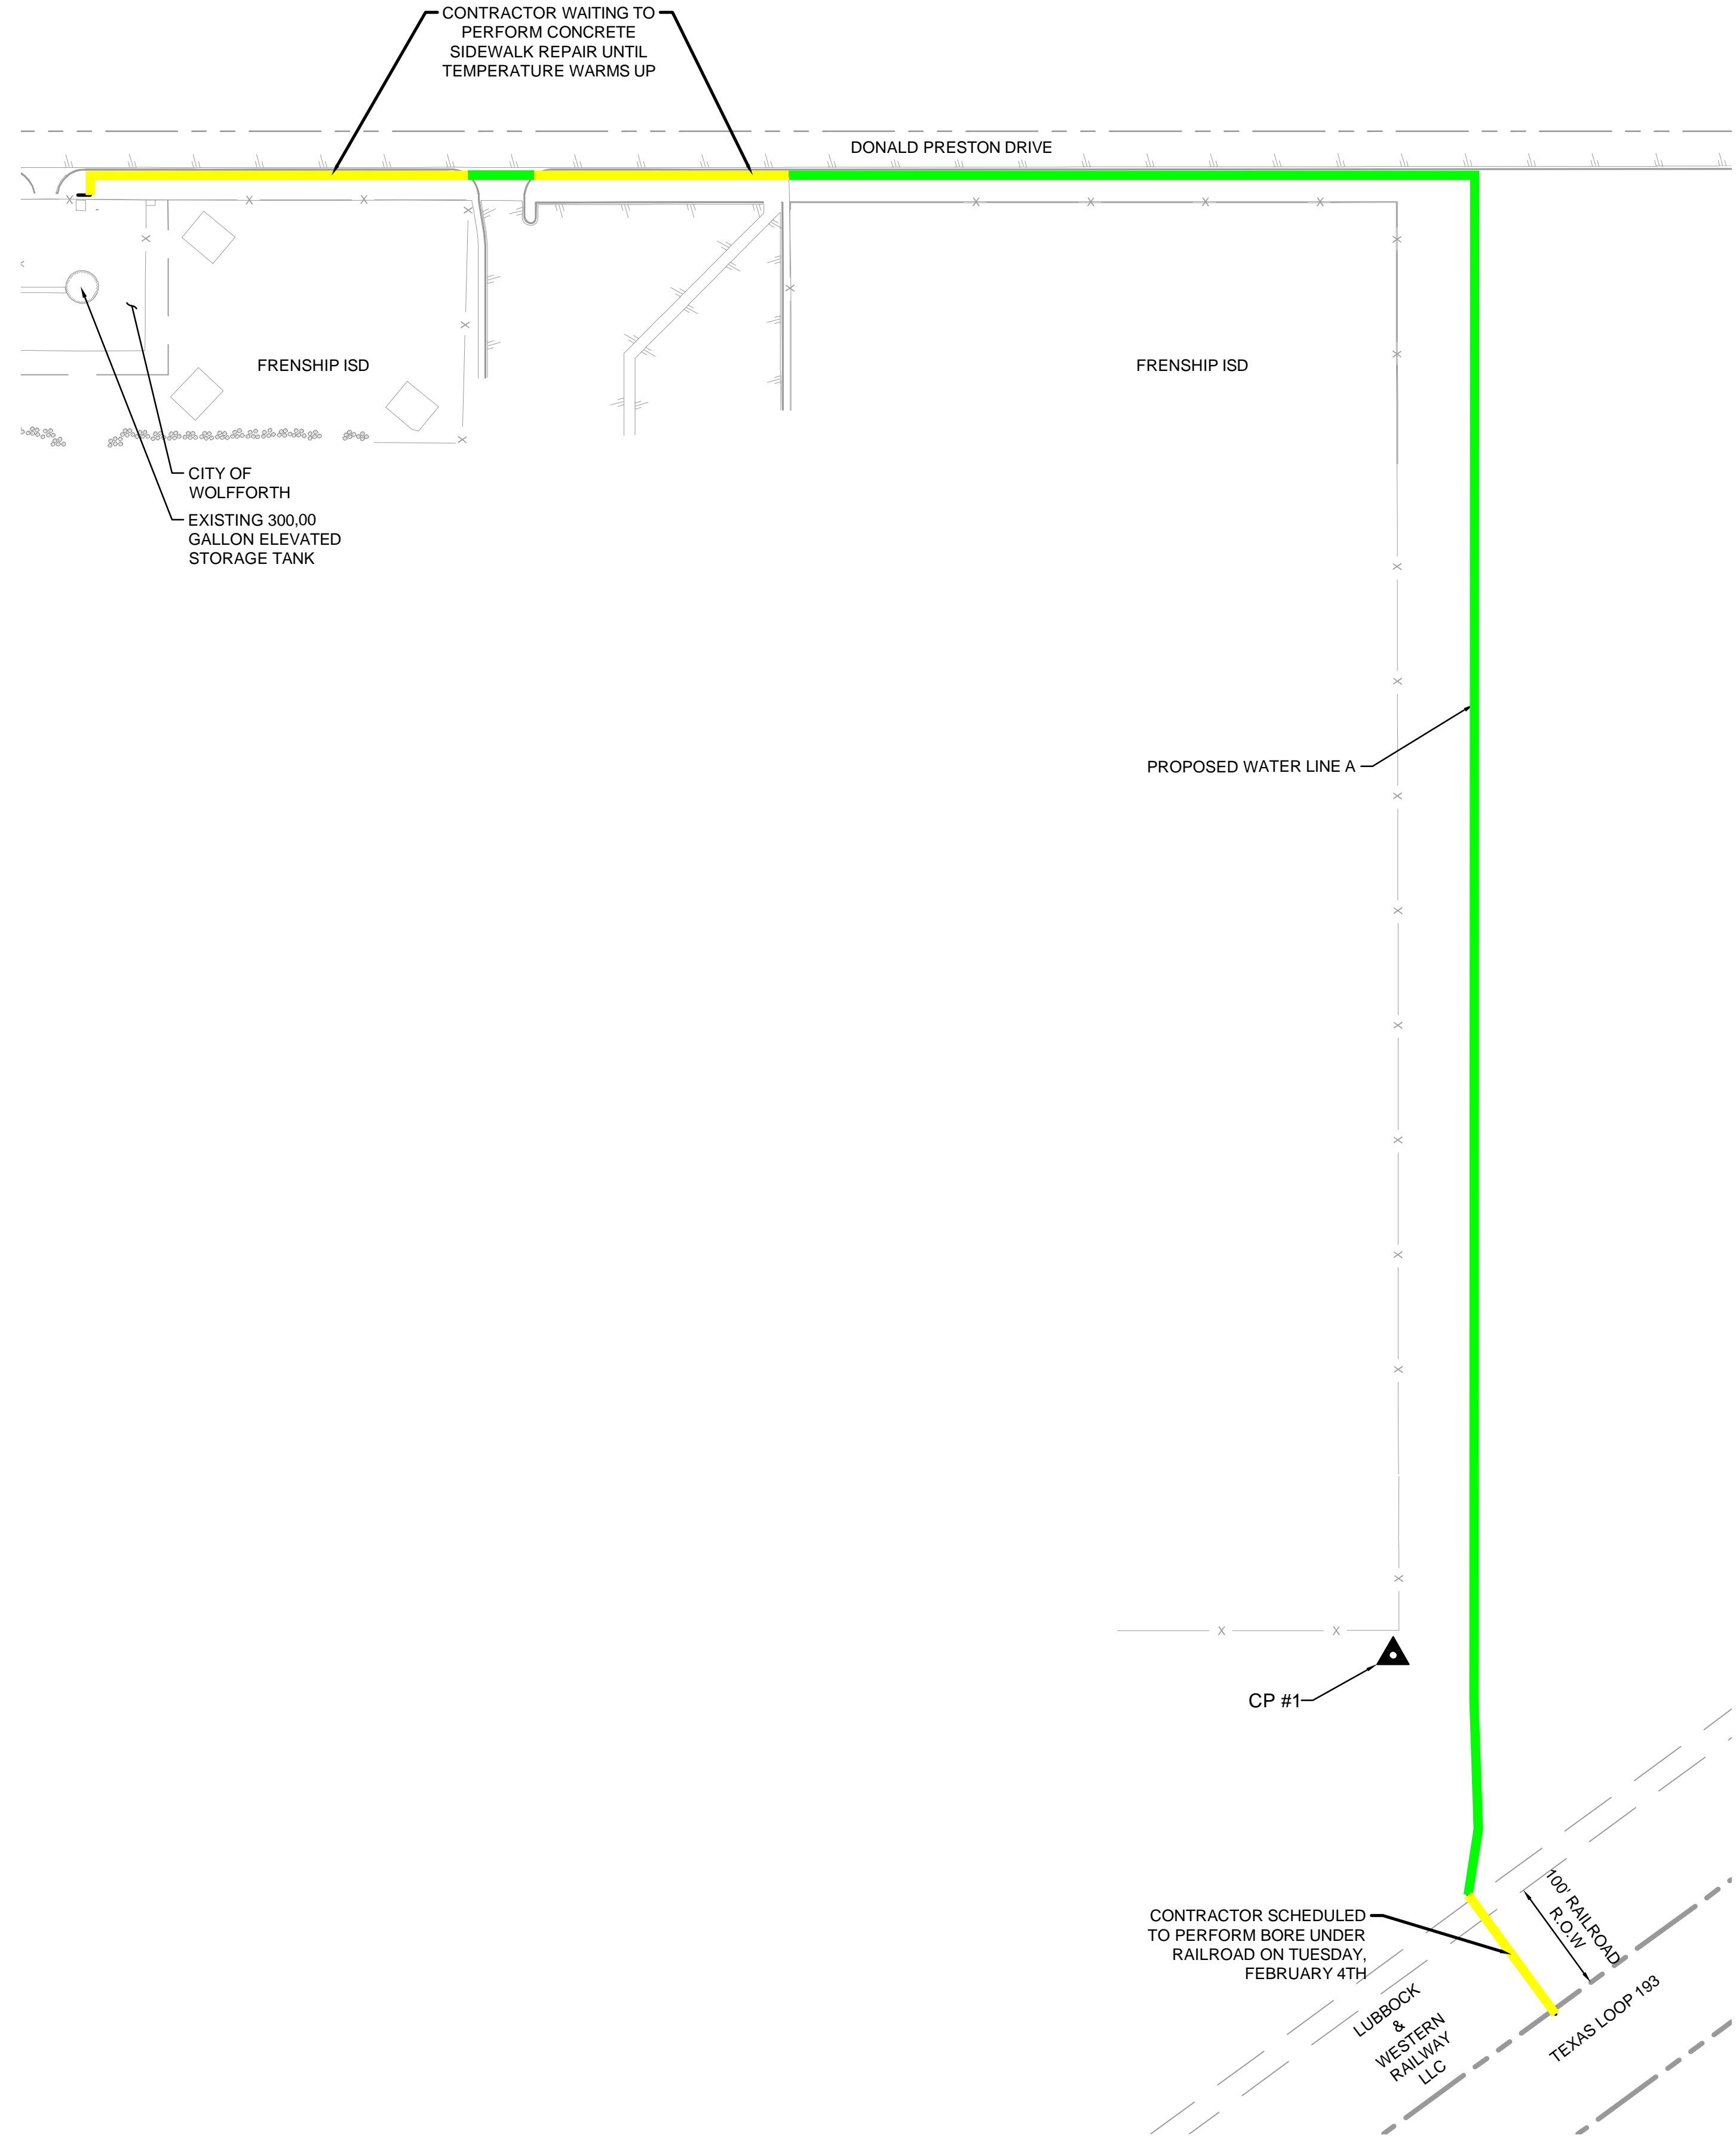 CONTRACTOR WAITING TO
PERFORM CONCRETE
SIDEWALK REPAIR UNTIL
TEMPERATURE WARMS UP
DONALD PRESTON DRIVE
FRENSHIP ISD
FRENSHIP ISD
CITY OF
WOLFFORTH
EXISTING 300,00
GALLON ELEVATED
STORAGE TANK
PROPOSED WATER LINE A
CP #1
CONTRACTOR SCHEDULED
TO PERFORM BORE UNDER
RAILROAD ON TUESDAY,
FEBRUARY 4TH
100' RAILROAD
R.O.W
LUBBOCK
&
WESTERN
RAILWAY
LLC
TEXAS LOOP 193